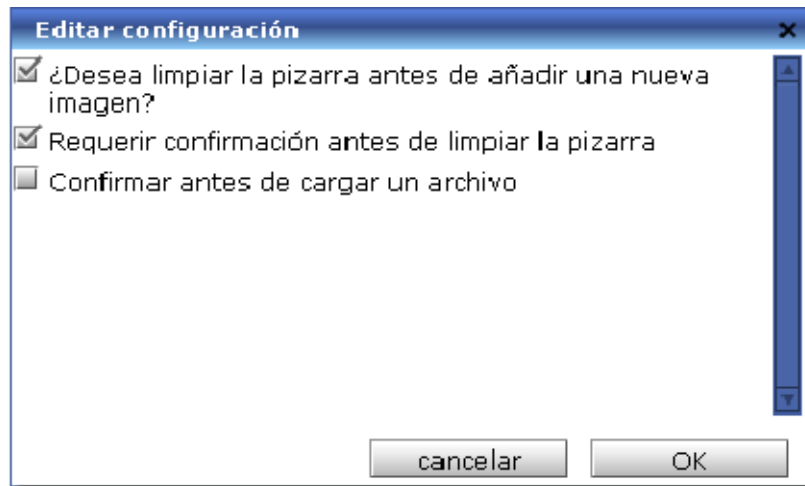 Editar configuración
¿Desea limpiar la pizarra antes de añadir una nueva
imagen?
Requerir confirmación antes de limpiar la pizarra
Confirmar antes de cargar un archivo
cancelar
OK